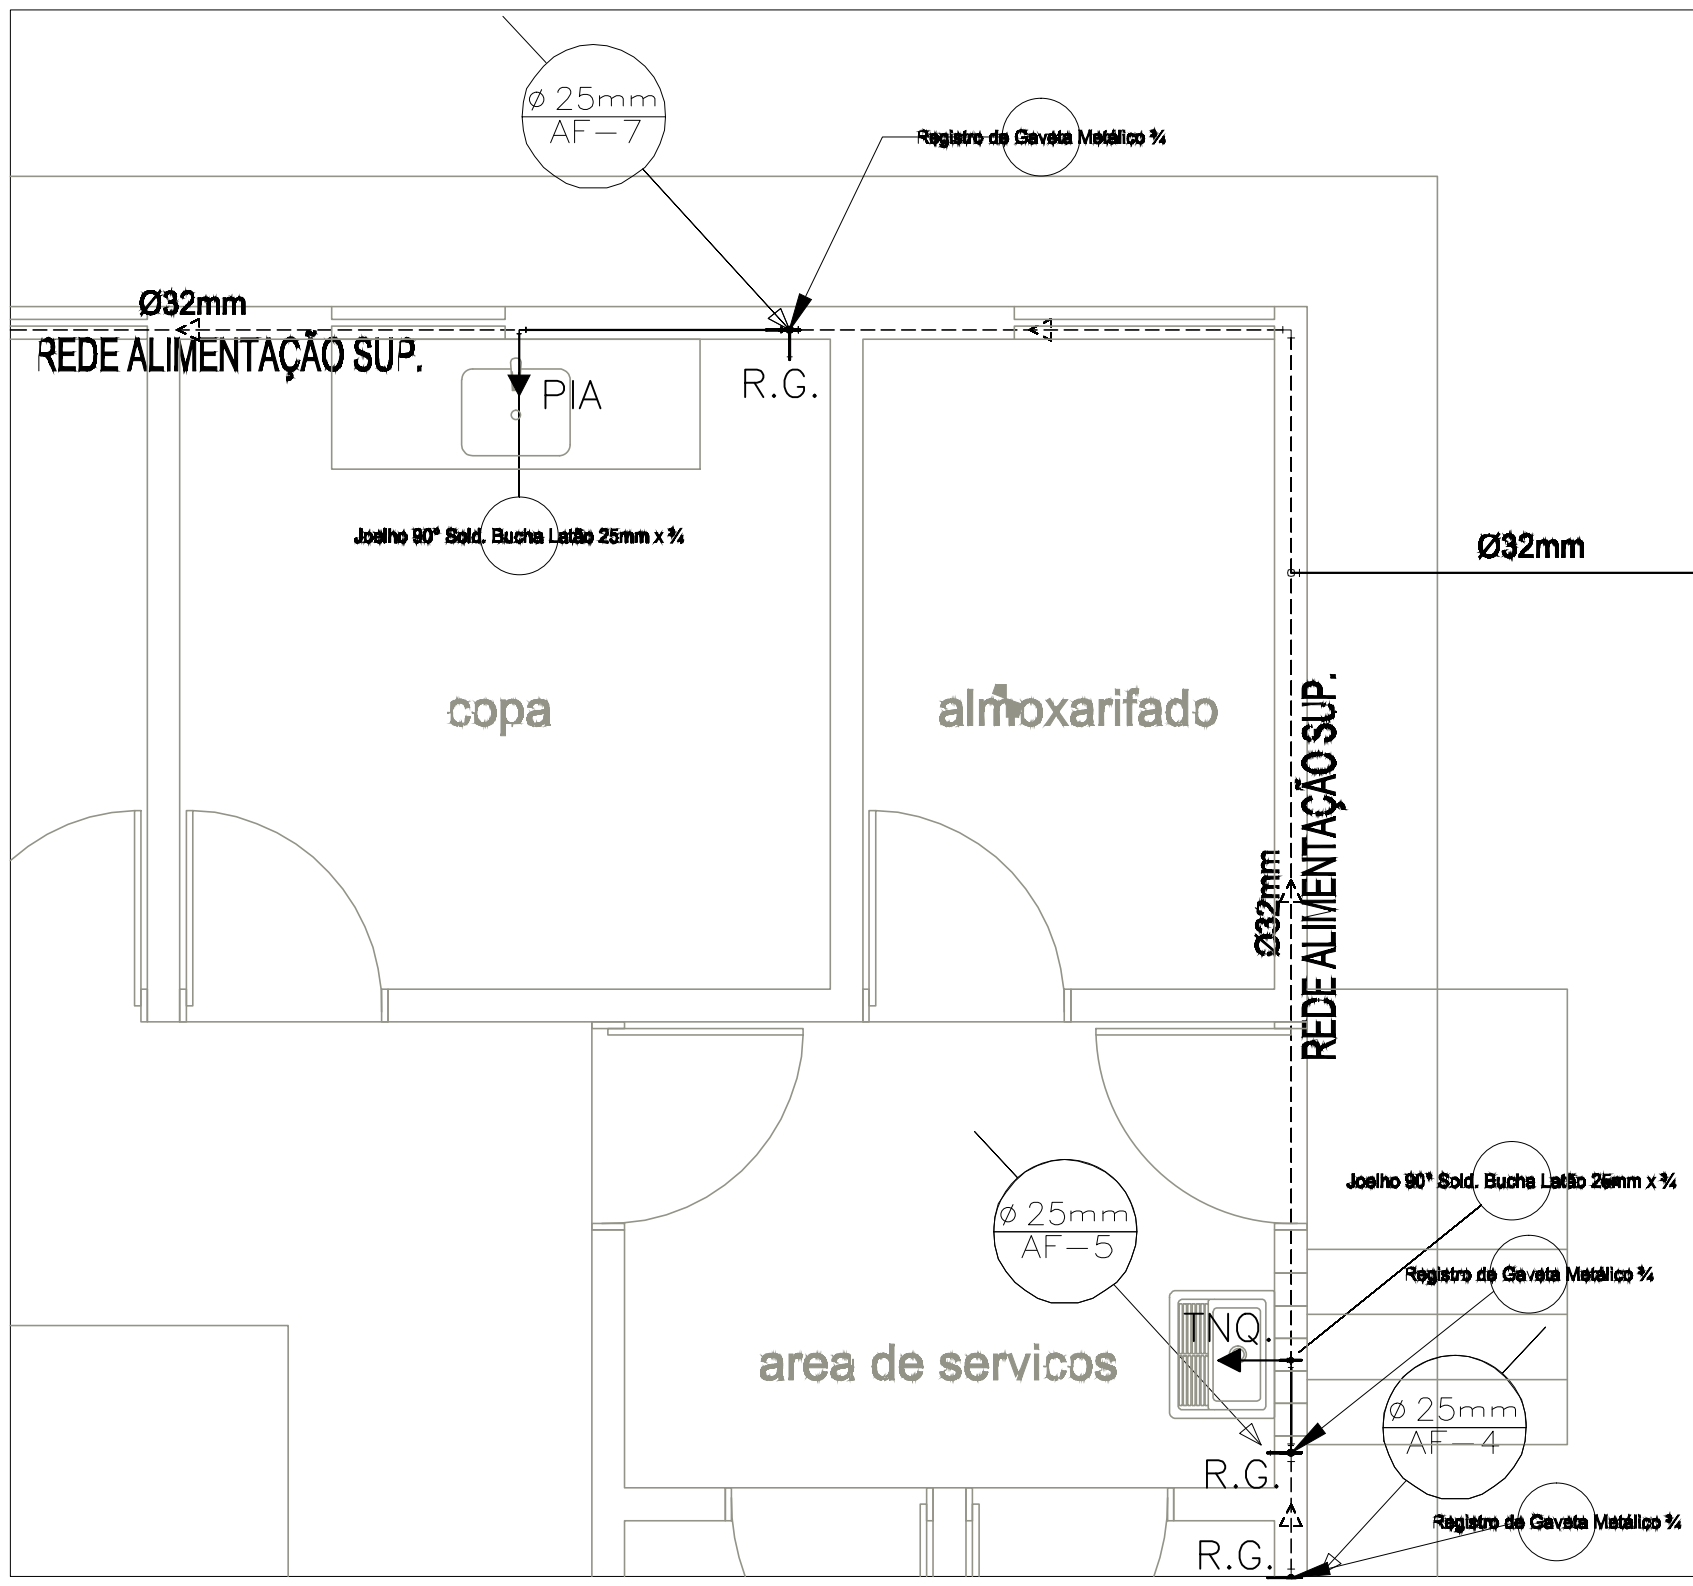 Ø 25mm
AF-7
Registro de Gaveta Metálico ¾
Ø32mm
REDE ALIMENTAÇÃO SUP.
PIA
R.G.
Joelho 90° Sold. Bucha Latão 25mm x ¾
Ø32mm
copa
almoxarifado
REDE ALIMENTAÇÃO SUP.
Ø32mm
Joelho 90° Sold. Bucha Latão 25mm x ¾
Ø 25mm
AF-5
Registro de Gaveta Metálico ¾
TNQ.
area de servicos
Ø 25mm
AF-4
R.G.
Registro de Gaveta Metálico ¾
R.G.